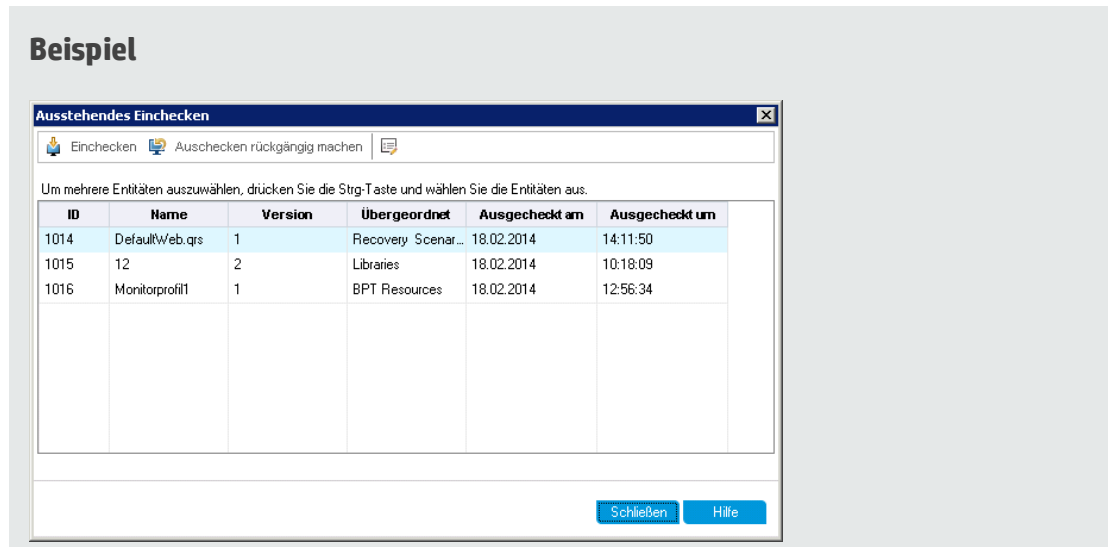 Beispiel
Ausstehendes Einchecken
Einchecken Auschecken rückgängig machen
Um mehrere Entitäten auszuwählen, drücken Sie die Strg-Taste und wählen Sie die Entitäten aus.
ID Name Version Übergeordnet Ausgecheckt am Ausgecheckt um
1014 DefaultWeb.qrs 1 Recovery Scenar... 18.02.2014 14:11:50
1015 12 2 Libraries 18.02.2014 10:18:09
1016 Monitorprofil1 1 BPT Resources 18.02.2014 12:56:34
Schließen Hilfe